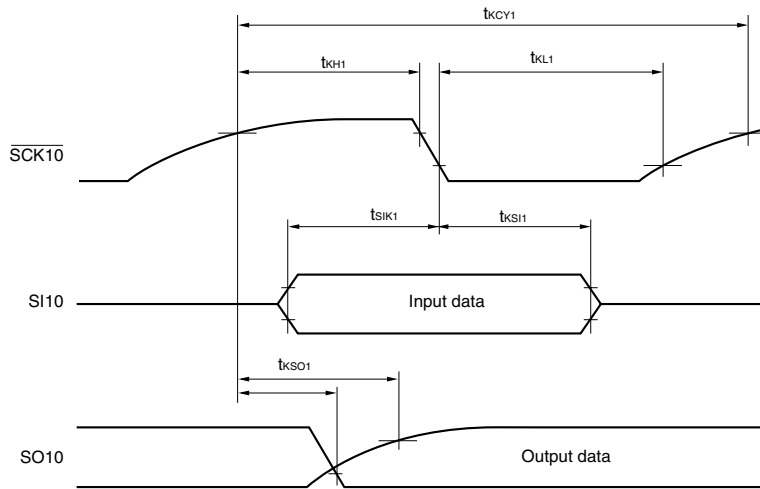 tKCY1
tKH1
tKL1
SCK10
tSIK1
tKSI1
SI10
Input data
tKSO1
SO10
Output data